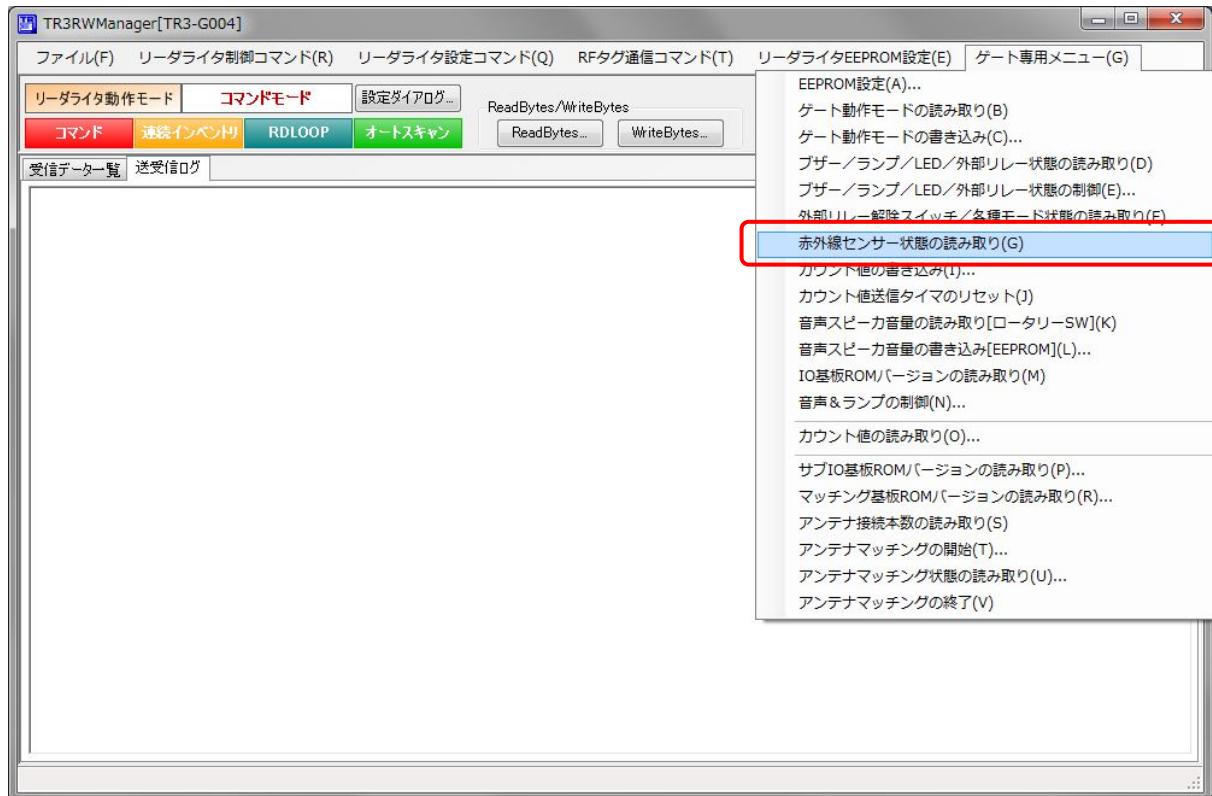 TR3RWManager[TR3-G004]
ファイル(F) リーダライタ制御コマンド(R) リーダライタ設定コマンド(Q) RFタグ通信コマンド(T) リーダライタEEPROM設定(E) ゲート専用メニュー(G)
リーダライタ動作モード コマンドモード 設定ダイアログ...
ReadBytes/WriteBytes
コマンド 連続インベントリ RDLOOP オートスキャン ReadBytes... WriteBytes...
受信データ一覧 送受信ログ
EEPROM設定(A)...
ゲート動作モードの読み取り(B)
ゲート動作モードの書き込み(C)...
ブザー／ランプ／LED／外部リレー状態の読み取り(D)
ブザー／ランプ／LED／外部リレー状態の制御(E)...
外部リレー解除スイッチ／各種モード状態の読み取り(F)
赤外線センサー状態の読み取り(G)
カウント値の書き込み(I)...
カウント値送信タイマのリセット(J)
音声スピーカ音量の読み取り[ロータリーSW](K)
音声スピーカ音量の書き込み[EEPROM](L)...
IO基板ROMバージョンの読み取り(M)
音声＆ランプの制御(N)...
カウント値の読み取り(O)...
サブIO基板ROMバージョンの読み取り(P)...
マッチング基板ROMバージョンの読み取り(R)...
アンテナ接続本数の読み取り(S)
アンテナマッチングの開始(T)...
アンテナマッチング状態の読み取り(U)...
アンテナマッチングの終了(V)